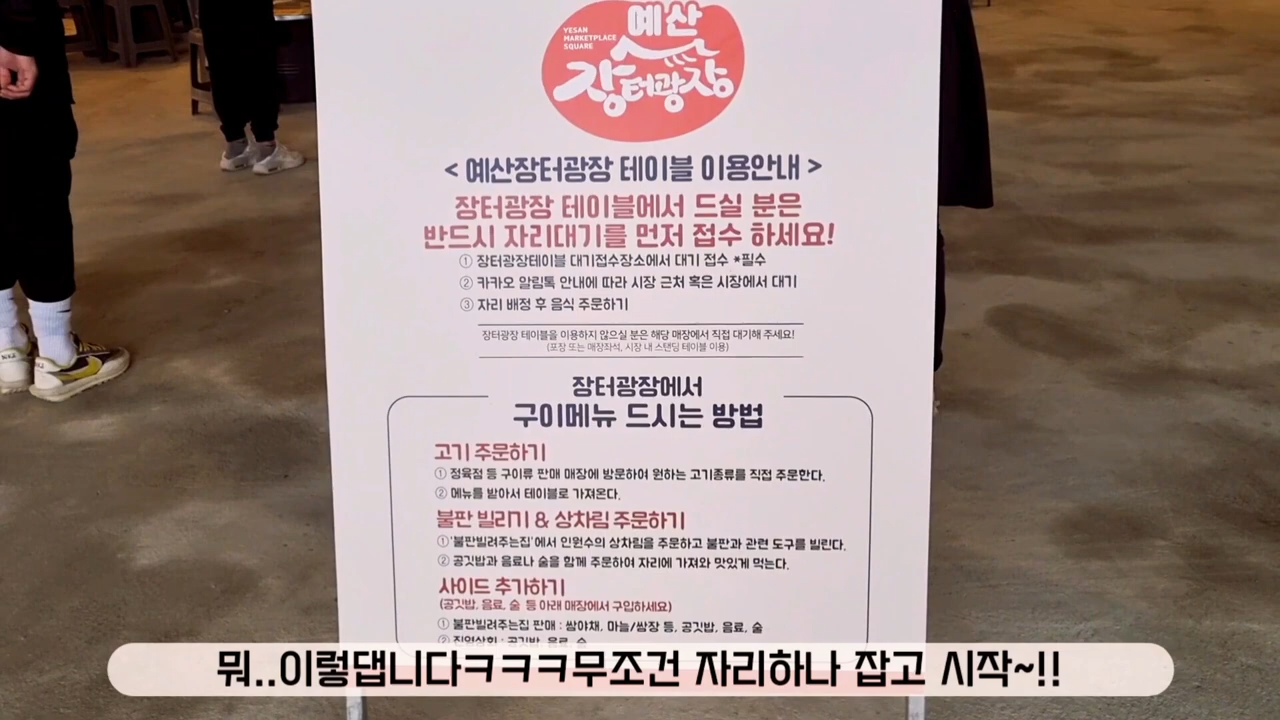 예산
YESAN
MARKETPLACE
SQUARE
장터광장
< 예산장터광장 테이블 이용안내 >
장터광장 테이블에서 드실 분은
반드시 자리대기를 먼저 접수 하세요!
① 장터광장테이블 대기접수장소에서 대기 접수 *필수
② 카카오 알림톡 안내에 따라 시장 근처 혹은 시장에서 대기
③ 자리 배정 후 음식 주문하기
장터광장 테이블을 이용하지 않으실 분은 해당 매장에서 직접 대기해 주세요!
(포장 또는 매장좌석, 시장 내 스탠딩 테이블 이용)
장터광장에서
구이메뉴 드시는 방법
고기 주문하기
① 정육점 등 구이류 판매 매장에 방문하여 원하는 고기종류를 직접 주문한다.
② 메뉴를 받아서 테이블로 가져온다.
불판 빌리기 & 상차림 주문하기
① '불판빌려주는집'에서 인원수의 상차림을 주문하고 불판과 관련 도구를 빌린다.
② 공깃밥과 음료나 술을 함께 주문하여 자리에 가져와 맛있게 먹는다.
사이드 추가하기
(공깃밥, 음료, 술 등 아래 매장에서 구입하세요)
① 불판빌려주는집 판매 : 쌈야채, 마늘/쌈장 등, 공깃밥, 음료, 술
② 진영상회 : 공깃밥, 음료, 술
뭐..이렇댑니다ㅋㅋㅋ무조건 자리하나 잡고 시작~!!